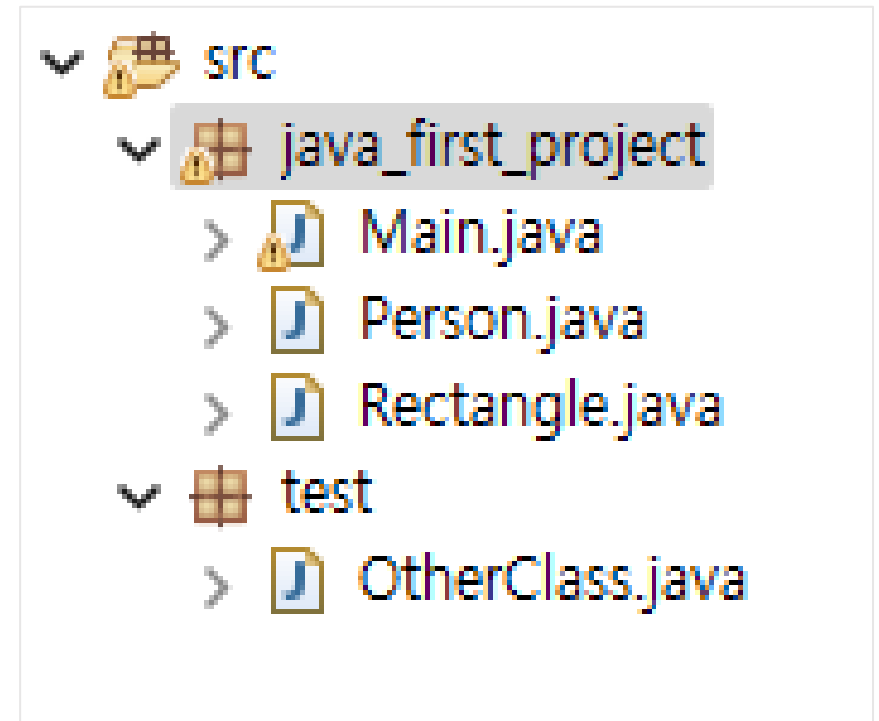 src
java_first_project
Main.java
Person.java
Rectangle.java
test
OtherClass.java